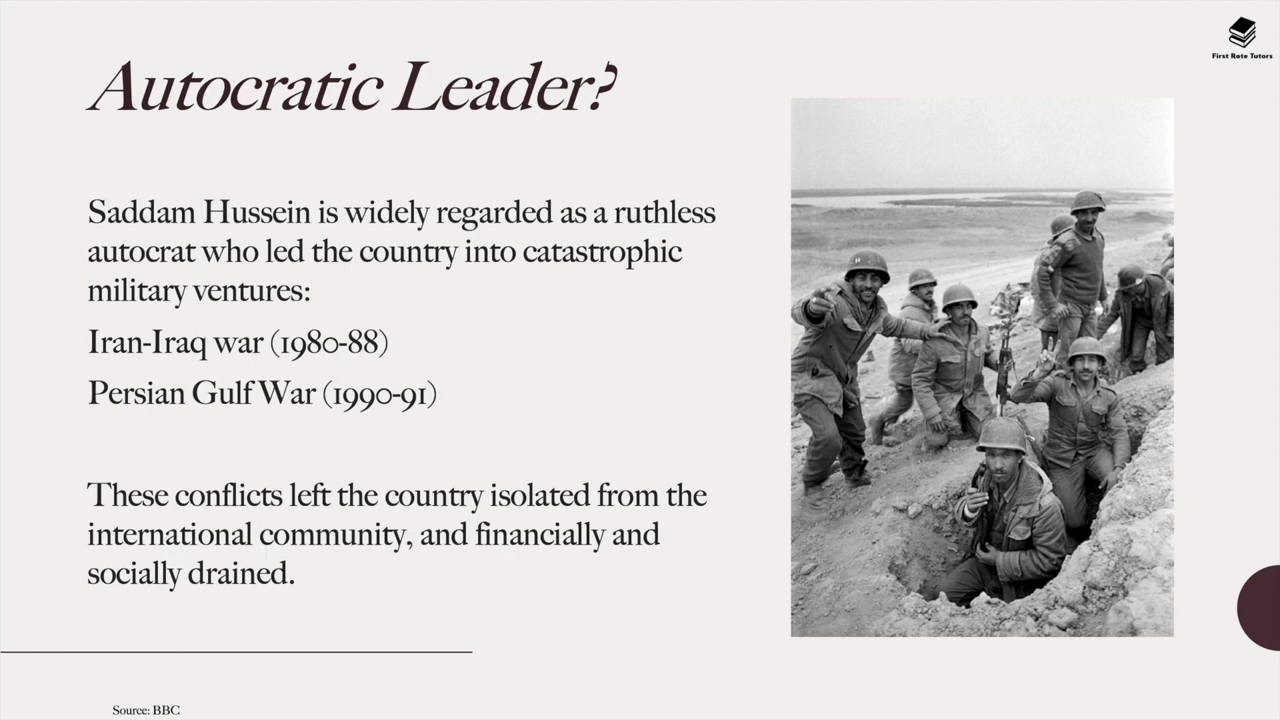 First Rate Tutors
Autocratic Leader?
Saddam Hussein is widely regarded as a ruthless
autocrat who led the country into catastrophic
military ventures:
Iran-Iraq war (1980-88)
Persian Gulf War (1990-91)
These conflicts left the country isolated from the
international community, and financially and
socially drained.
Source: BBC